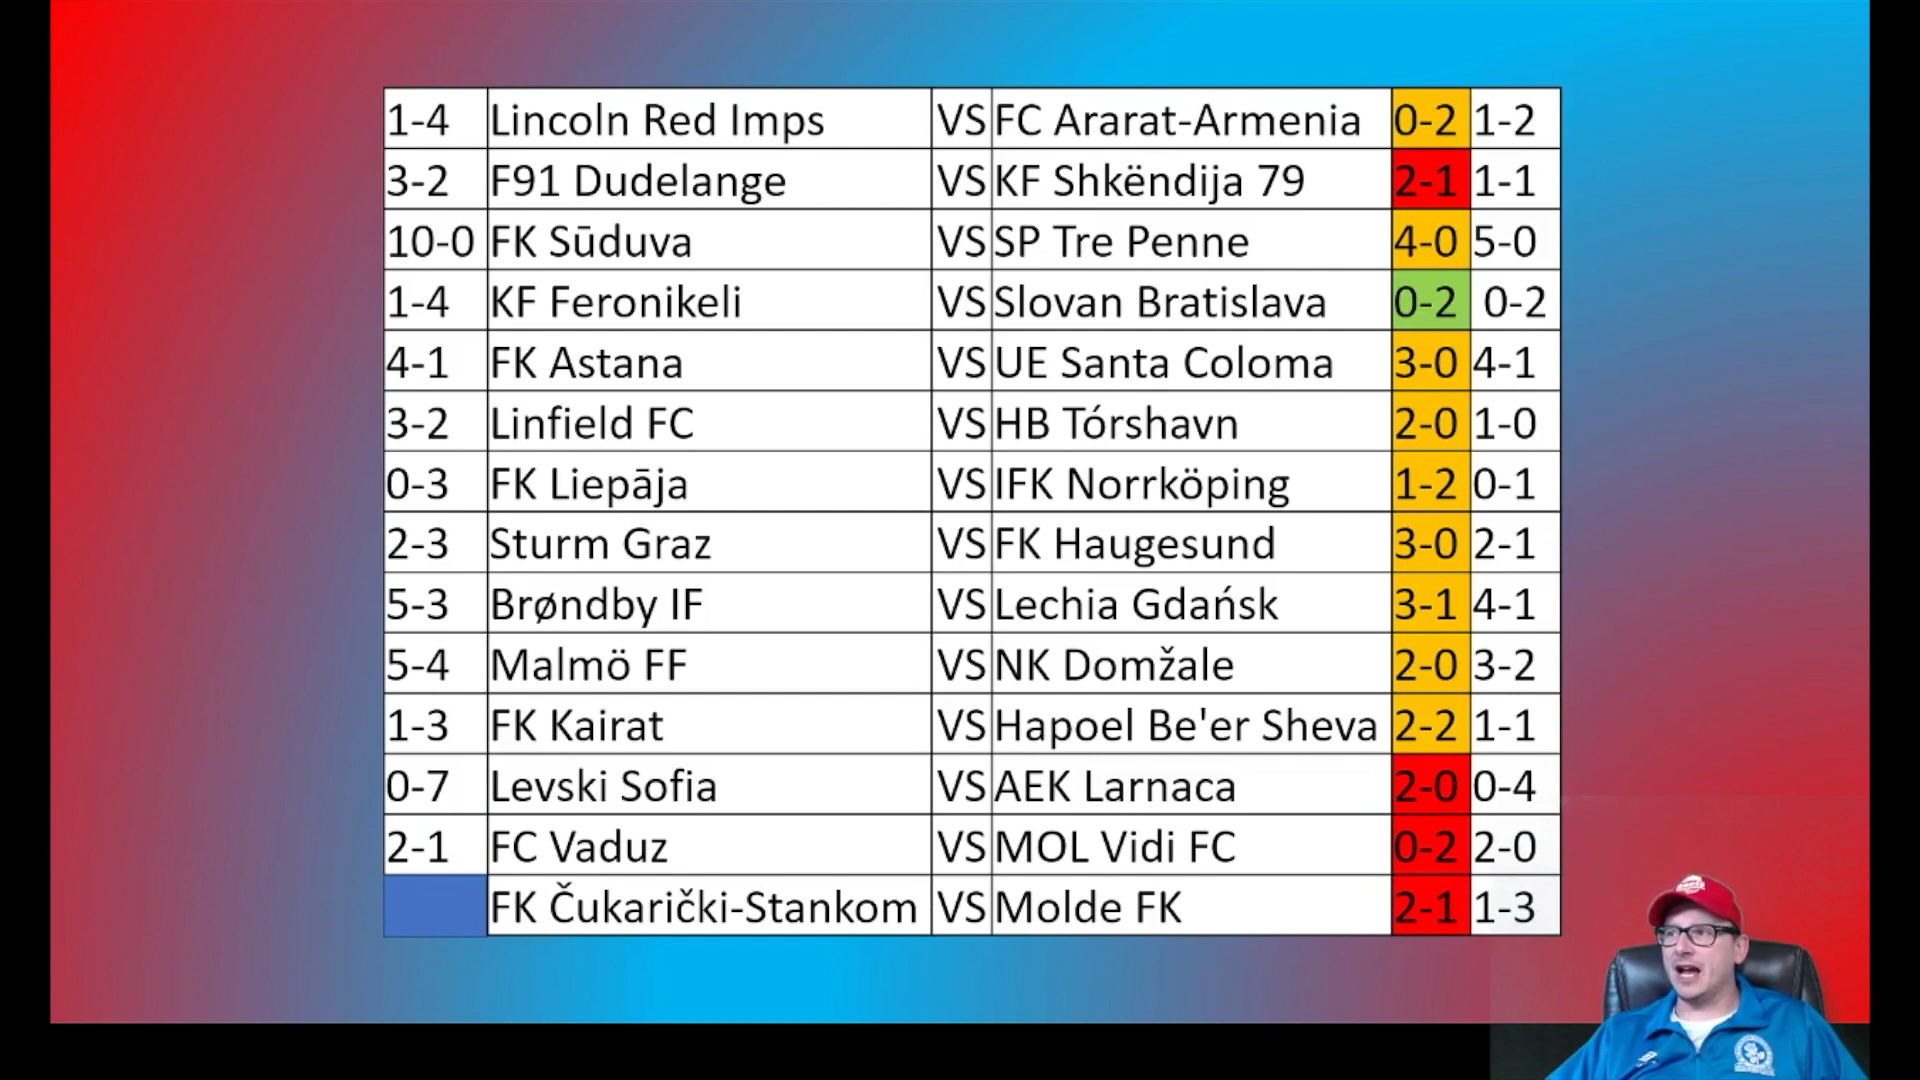 1-4 Lincoln Red Imps VS FC Ararat-Armenia 0-2 1-2
3-2 F91 Dudelange VS KF Shkëndija 79 2-1 1-1
10-0 FK Sūduva VS SP Tre Penne 4-0 5-0
1-4 KF Feronikeli VS Slovan Bratislava 0-2 0-2
4-1 FK Astana VS UE Santa Coloma 3-0 4-1
3-2 Linfield FC VS HB Tórshavn 2-0 1-0
0-3 FK Liepāja VS IFK Norrköping 1-2 0-1
2-3 Sturm Graz VS FK Haugesund 3-0 2-1
5-3 Brøndby IF VS Lechia Gdańsk 3-1 4-1
5-4 Malmö FF VS NK Domžale 2-0 3-2
1-3 FK Kairat VS Hapoel Be'er Sheva 2-2 1-1
0-7 Levski Sofia VS AEK Larnaca 2-0 0-4
2-1 FC Vaduz VS MOL Vidi FC 0-2 2-0
FK Čukarički-Stankom VS Molde FK 2-1 1-3